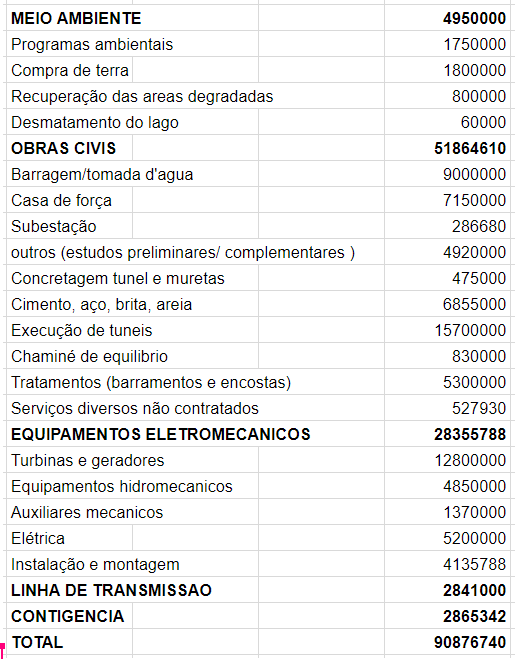 MEIO AMBIENTE 4950000
Programas ambientais 1750000
Compra de terra 1800000
Recuperação das areas degradadas 800000
Desmatamento do lago 60000
OBRAS CIVIS 51864610
Barragem/tomada d'agua 9000000
Casa de força 7150000
Subestação 286680
outros (estudos preliminares/ complementares ) 4920000
Concretagem tunel e muretas 475000
Cimento, aço, brita, areia 6855000
Execução de tuneis 15700000
Chaminé de equilibrio 830000
Tratamentos (barramentos e encostas) 5300000
Serviços diversos não contratados 527930
EQUIPAMENTOS ELETROMECANICOS 28355788
Turbinas e geradores 12800000
Equipamentos hidromecanicos 4850000
Auxiliares mecanicos 1370000
Elétrica 5200000
Instalação e montagem 4135788
LINHA DE TRANSMISSAO 2841000
CONTIGENCIA 2865342
TOTAL 90876740